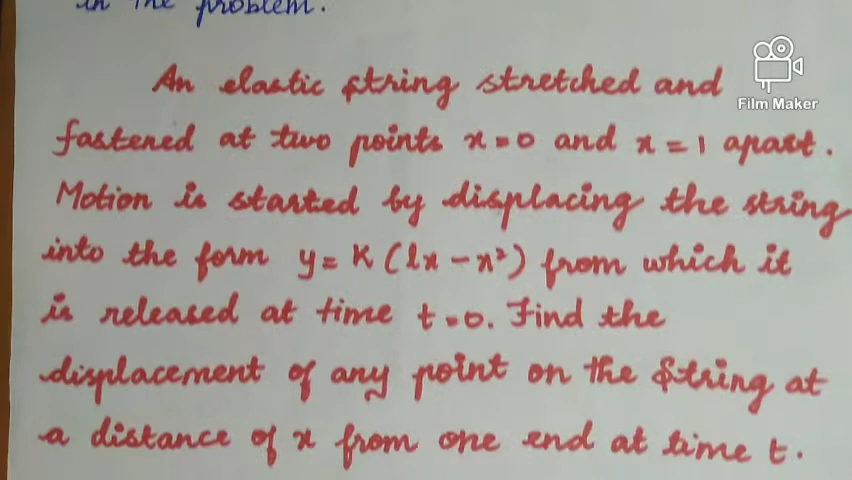 in the problem.
Film Maker
An elastic string stretched and
fastened at two points x=0 and x=1 apart.
Motion is started by displacing the string
into the form y=K(lx-x²) from which it
is released at time t=0. Find the
displacement of any point on the string at
a distance of x from one end at time t.